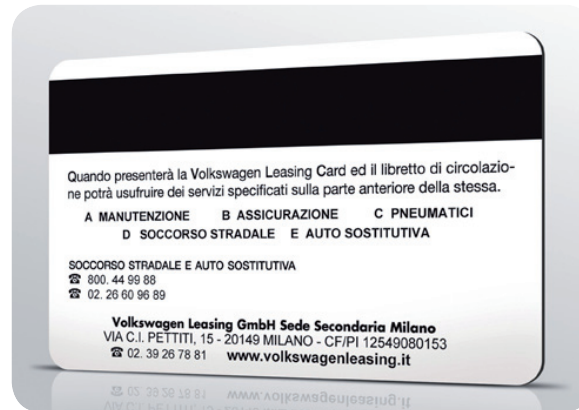 Quando presenterà la Volkswagen Leasing Card ed il libretto di circolazio-
ne potrà usufruire dei servizi specificati sulla parte anteriore della stessa.
A MANUTENZIONE B ASSICURAZIONE C PNEUMATICI
D SOCCORSO STRADALE E AUTO SOSTITUTIVA
SOCCORSO STRADALE E AUTO SOSTITUTIVA
☎ 800. 44 99 88
☎ 02. 26 60 96 89
Volkswagen Leasing GmbH Sede Secondaria Milano
VIA C.I. PETTITI, 15 - 20149 MILANO - CF/PI 12549080153
☎ 02. 39 26 78 81 www.volkswagenleasing.it